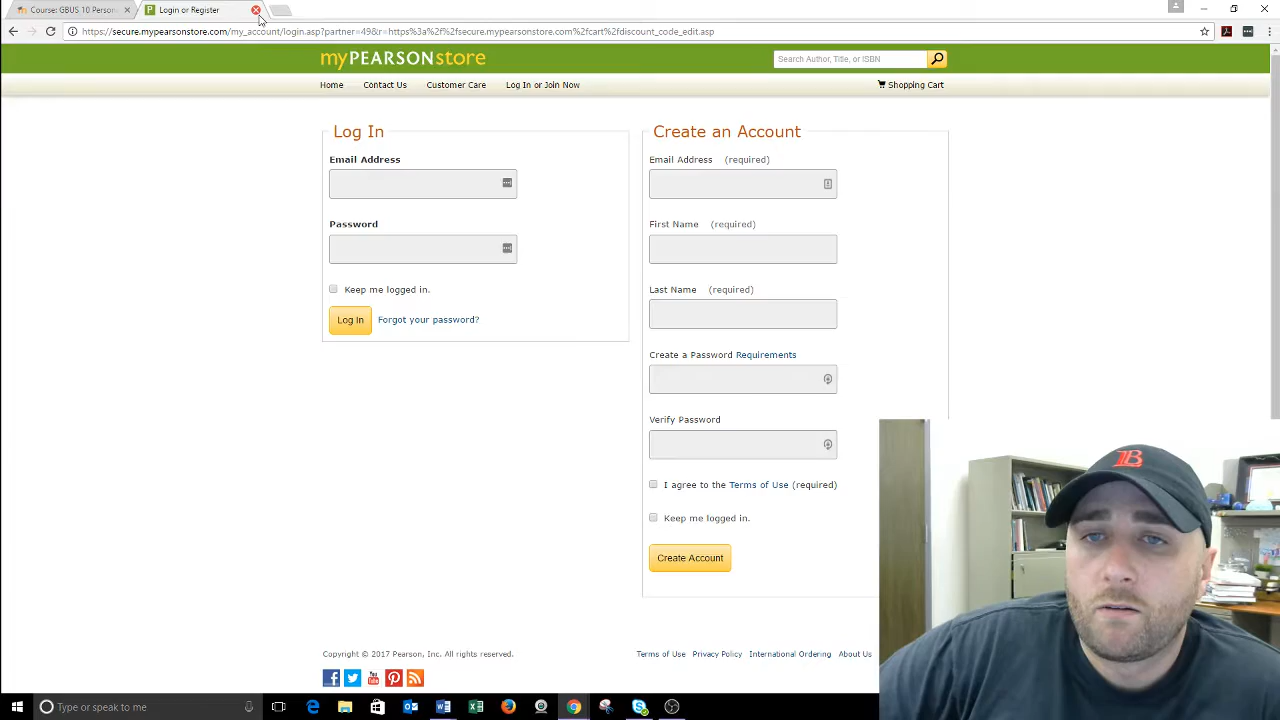 Course: GBUS 10 Person
Login or Register
https://secure.mypearsonstore.com/my_account/login.asp?partner=49&r=https%3a%2f%2fsecure.mypearsonstore.com%2fcart%2fdiscount_code_edit.asp
myPEARSONstore
Search Author, Title, or ISBN
Home
Contact Us
Customer Care
Log In or Join Now
Shopping Cart
Log In
Create an Account
Email Address
Email Address (required)
Password
First Name (required)
Keep me logged in.
Last Name (required)
Log In
Forgot your password?
Create a Password Requirements
Verify Password
I agree to the Terms of Use (required)
Keep me logged in.
Create Account
Copyright © 2017 Pearson, Inc. All rights reserved.
Terms of Use
Privacy Policy
International Ordering
About Us
Type or speak to me